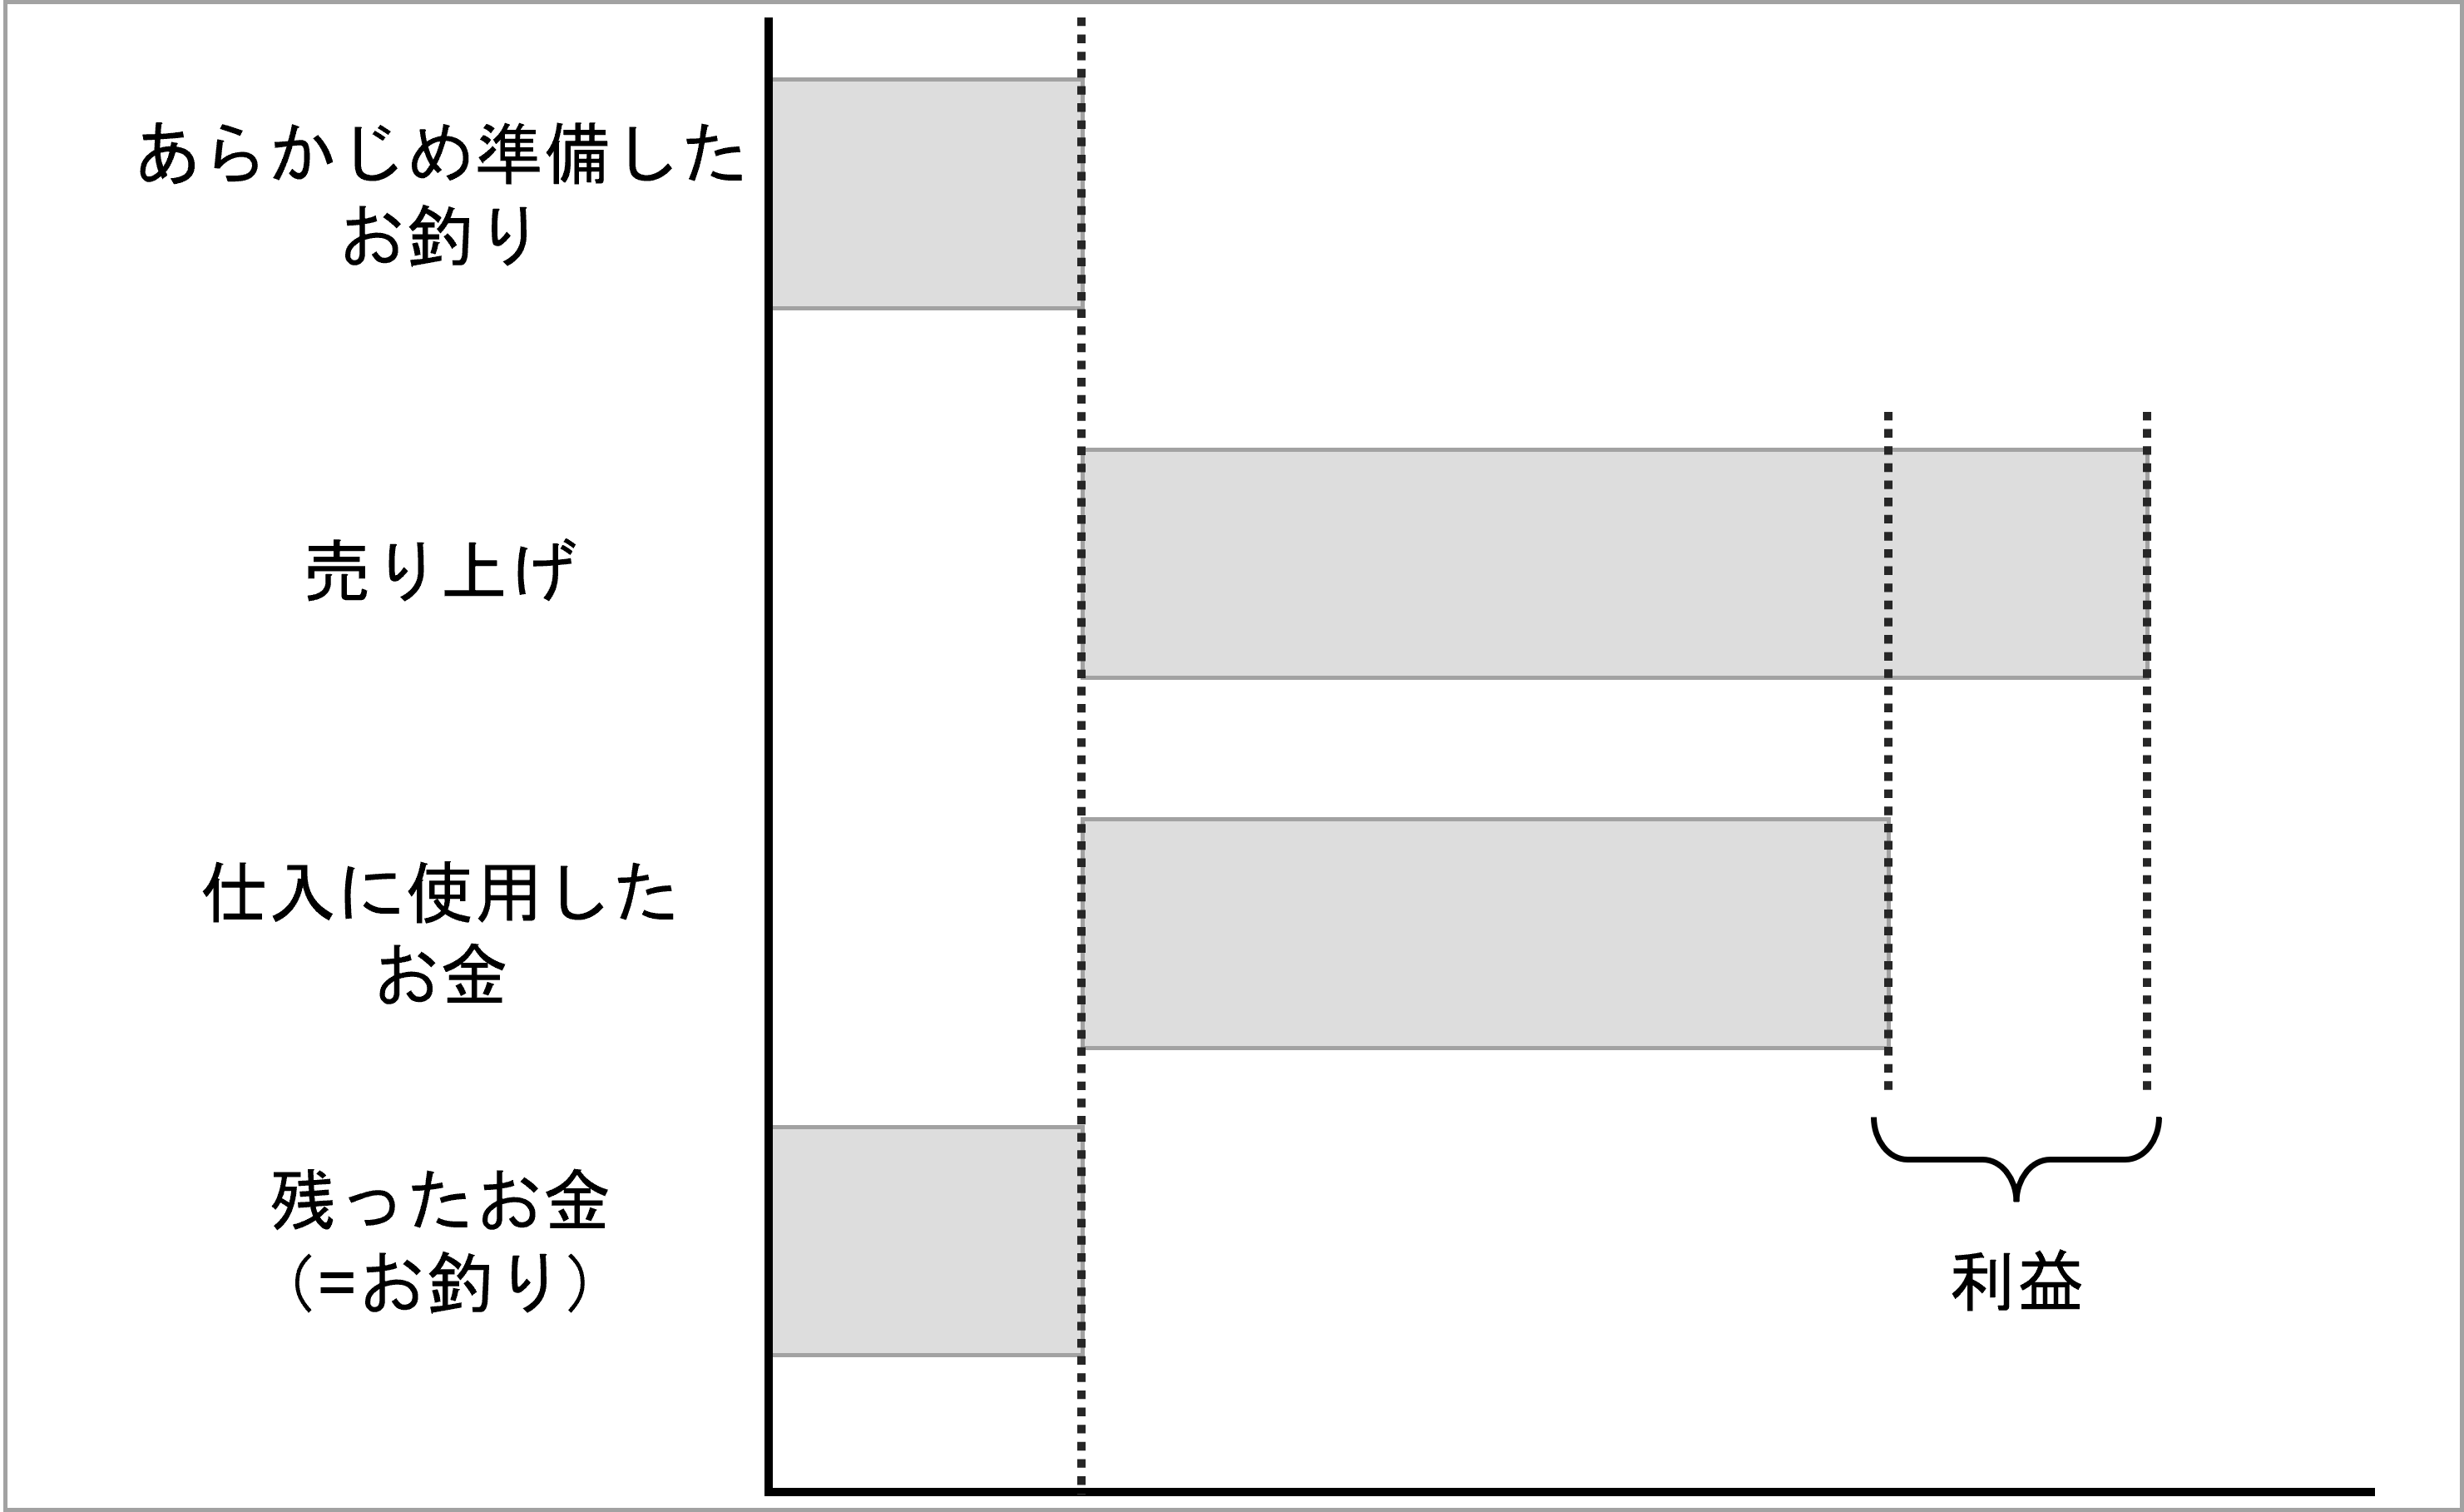 あらかじめ準備した
お釣り
売り上げ
仕入に使用した
お金
残ったお金
（=お釣り）
利益